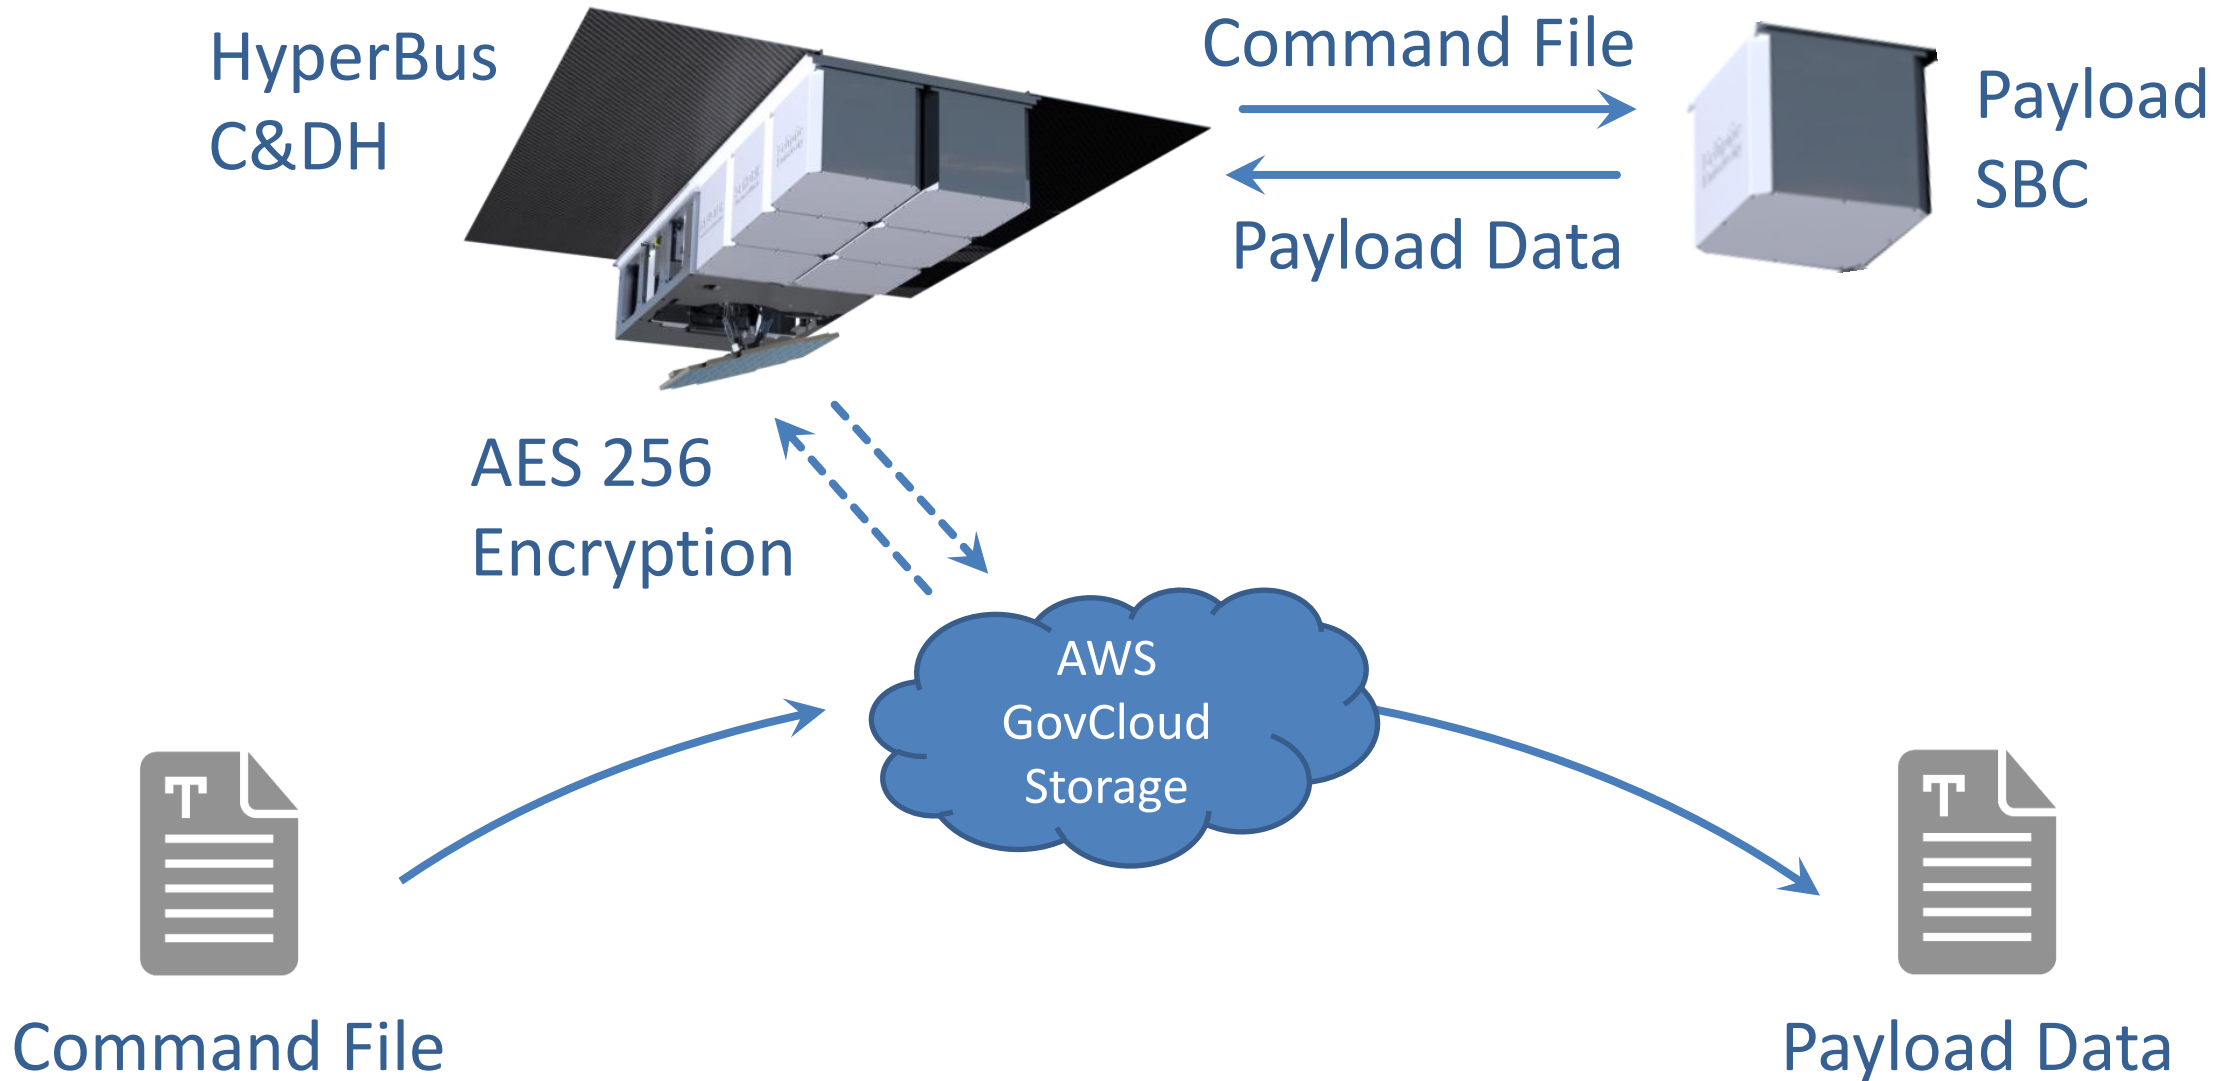 HyperBus
C&DH
Command File
Payload Data
Payload
SBC
AES 256
Encryption
AWS
GovCloud
Storage
T
T
Command File
Payload Data